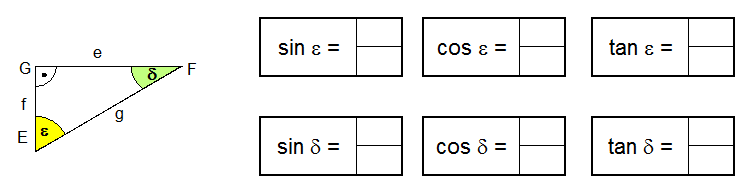 e
G
δ
F
f
g
E
ε
sin ε =
cos ε =
tan ε =
sin δ =
cos δ =
tan δ =